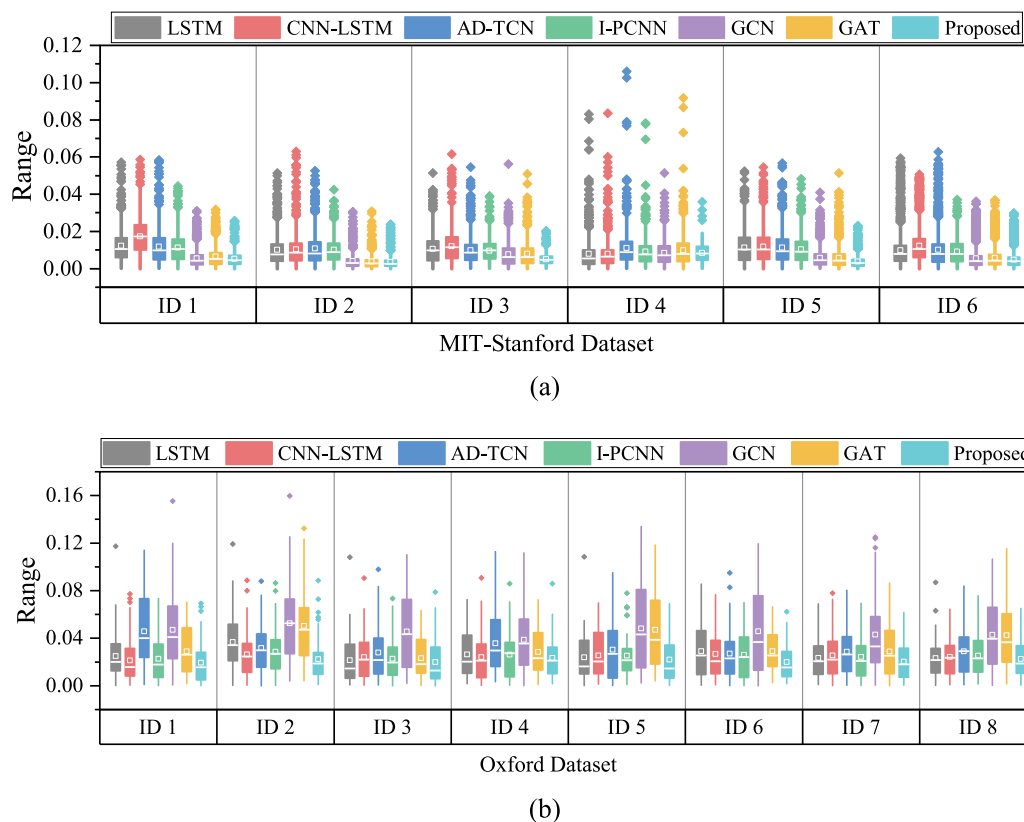 LSTM CNN-LSTM AD-TCN I-PCNN GCN GAT Proposed
0.12
0.10
0.08
0.06
0.04
0.02
0.00
Range
ID 1 ID 2 ID 3 ID 4 ID 5 ID 6
MIT-Stanford Dataset
(a)
LSTM CNN-LSTM AD-TCN I-PCNN GCN GAT Proposed
0.16
0.12
0.08
0.04
0.00
Range
ID 1 ID 2 ID 3 ID 4 ID 5 ID 6 ID 7 ID 8
Oxford Dataset
(b)